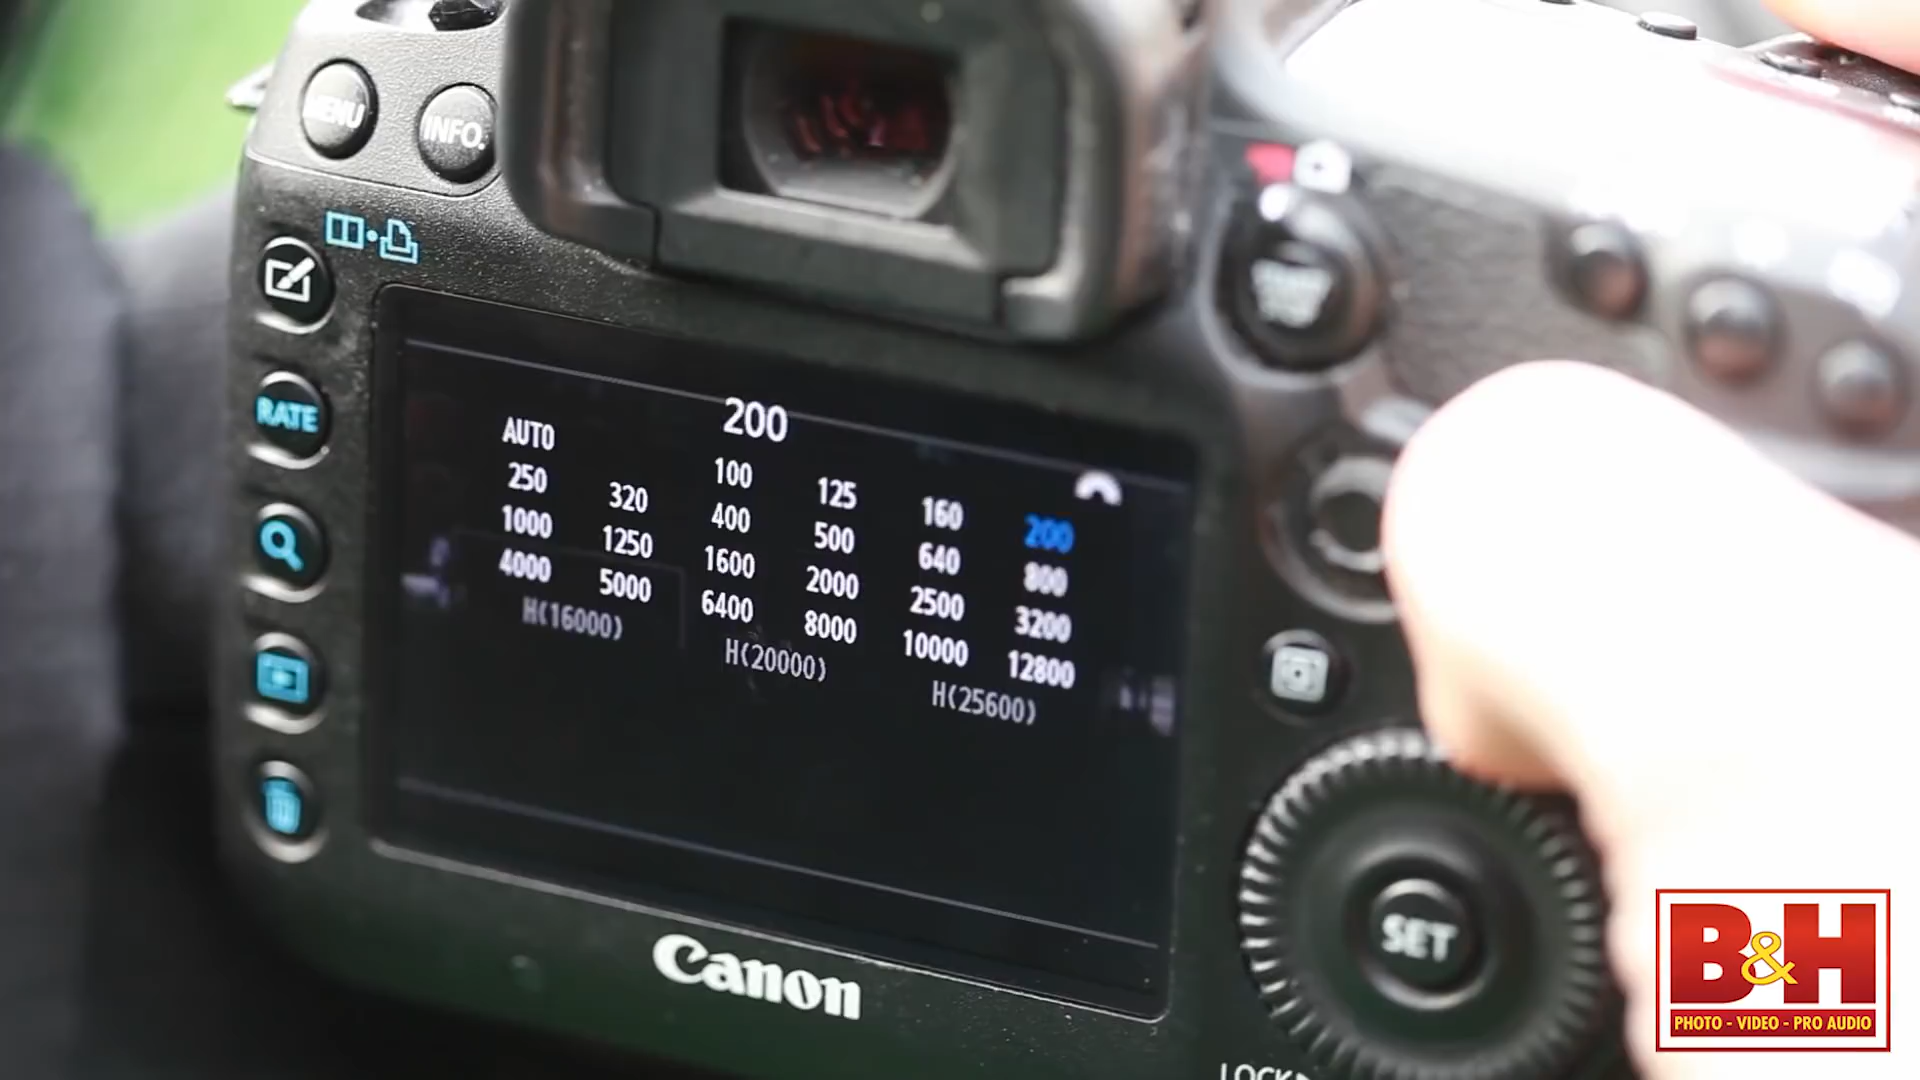 MENU
INFO.
RATE
200
AUTO 100 125 160 200
250 320 400 500 640 800
1000 1250 1600 2000 2500 3200
4000 5000 6400 8000 10000 12800
H(16000) H(20000) H(25600)
Canon
SET
LOCK
B&H
PHOTO - VIDEO - PRO AUDIO